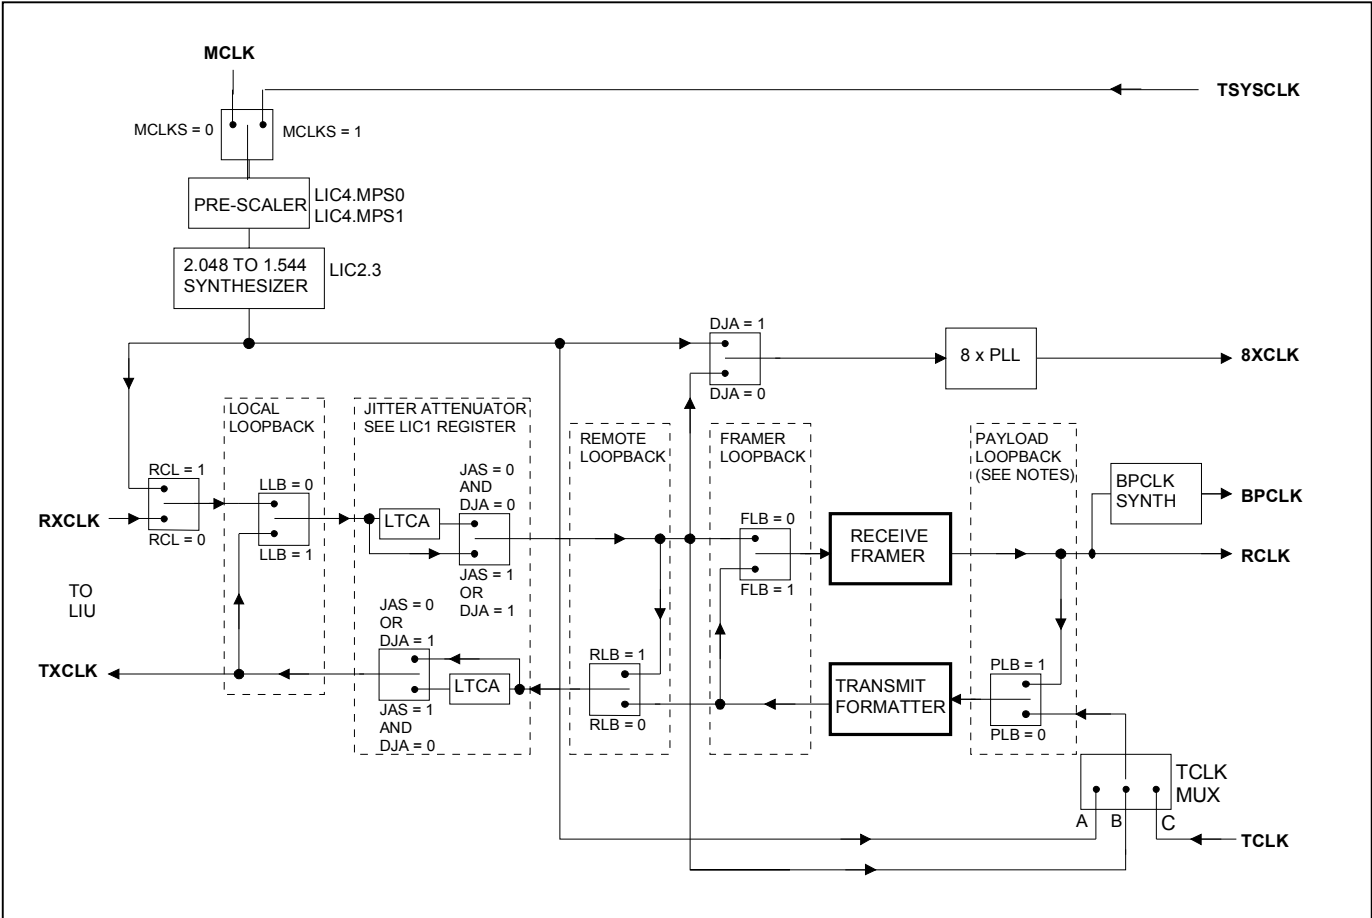 MCLK
TSYSCLK
MCLKS = 0
MCLKS = 1
PRE-SCALER
LIC4.MPS0
LIC4.MPS1
2.048 TO 1.544
SYNTHESIZER
LIC2.3
DJA = 1
8 x PLL
8XCLK
DJA = 0
LOCAL
LOOPBACK
JITTER ATTENUATOR
SEE LIC1 REGISTER
REMOTE
LOOPBACK
FRAMER
LOOPBACK
PAYLOAD
LOOPBACK
(SEE NOTES)
RCL = 1
RXCLK
RCL = 0
LLB = 0
LLB = 1
LTCA
JAS = 0
AND
DJA = 0
JAS = 1
OR
DJA = 1
FLB = 0
FLB = 1
RECEIVE
FRAMER
BPCLK
SYNTH
BPCLK
RCLK
TO
LIU
TXCLK
JAS = 0
OR
DJA = 1
LTCA
JAS = 1
AND
DJA = 0
RLB = 1
RLB = 0
TRANSMIT
FORMATTER
PLB = 1
PLB = 0
TCLK
MUX
A
B
C
TCLK